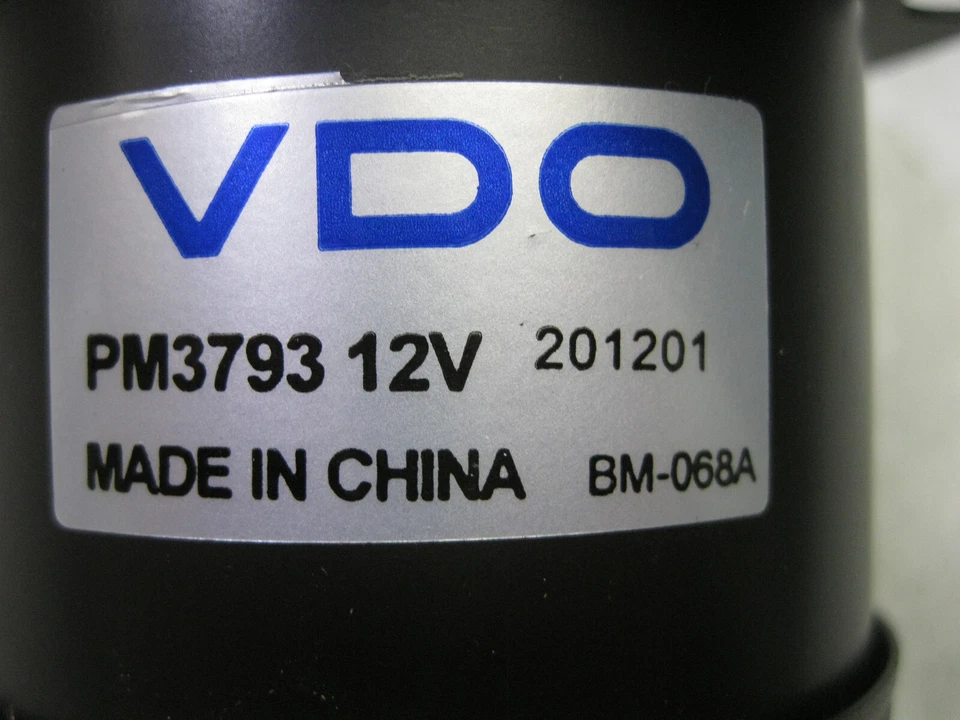 VDO
PM3793 12V 201201
MADE IN CHINA BM-068A